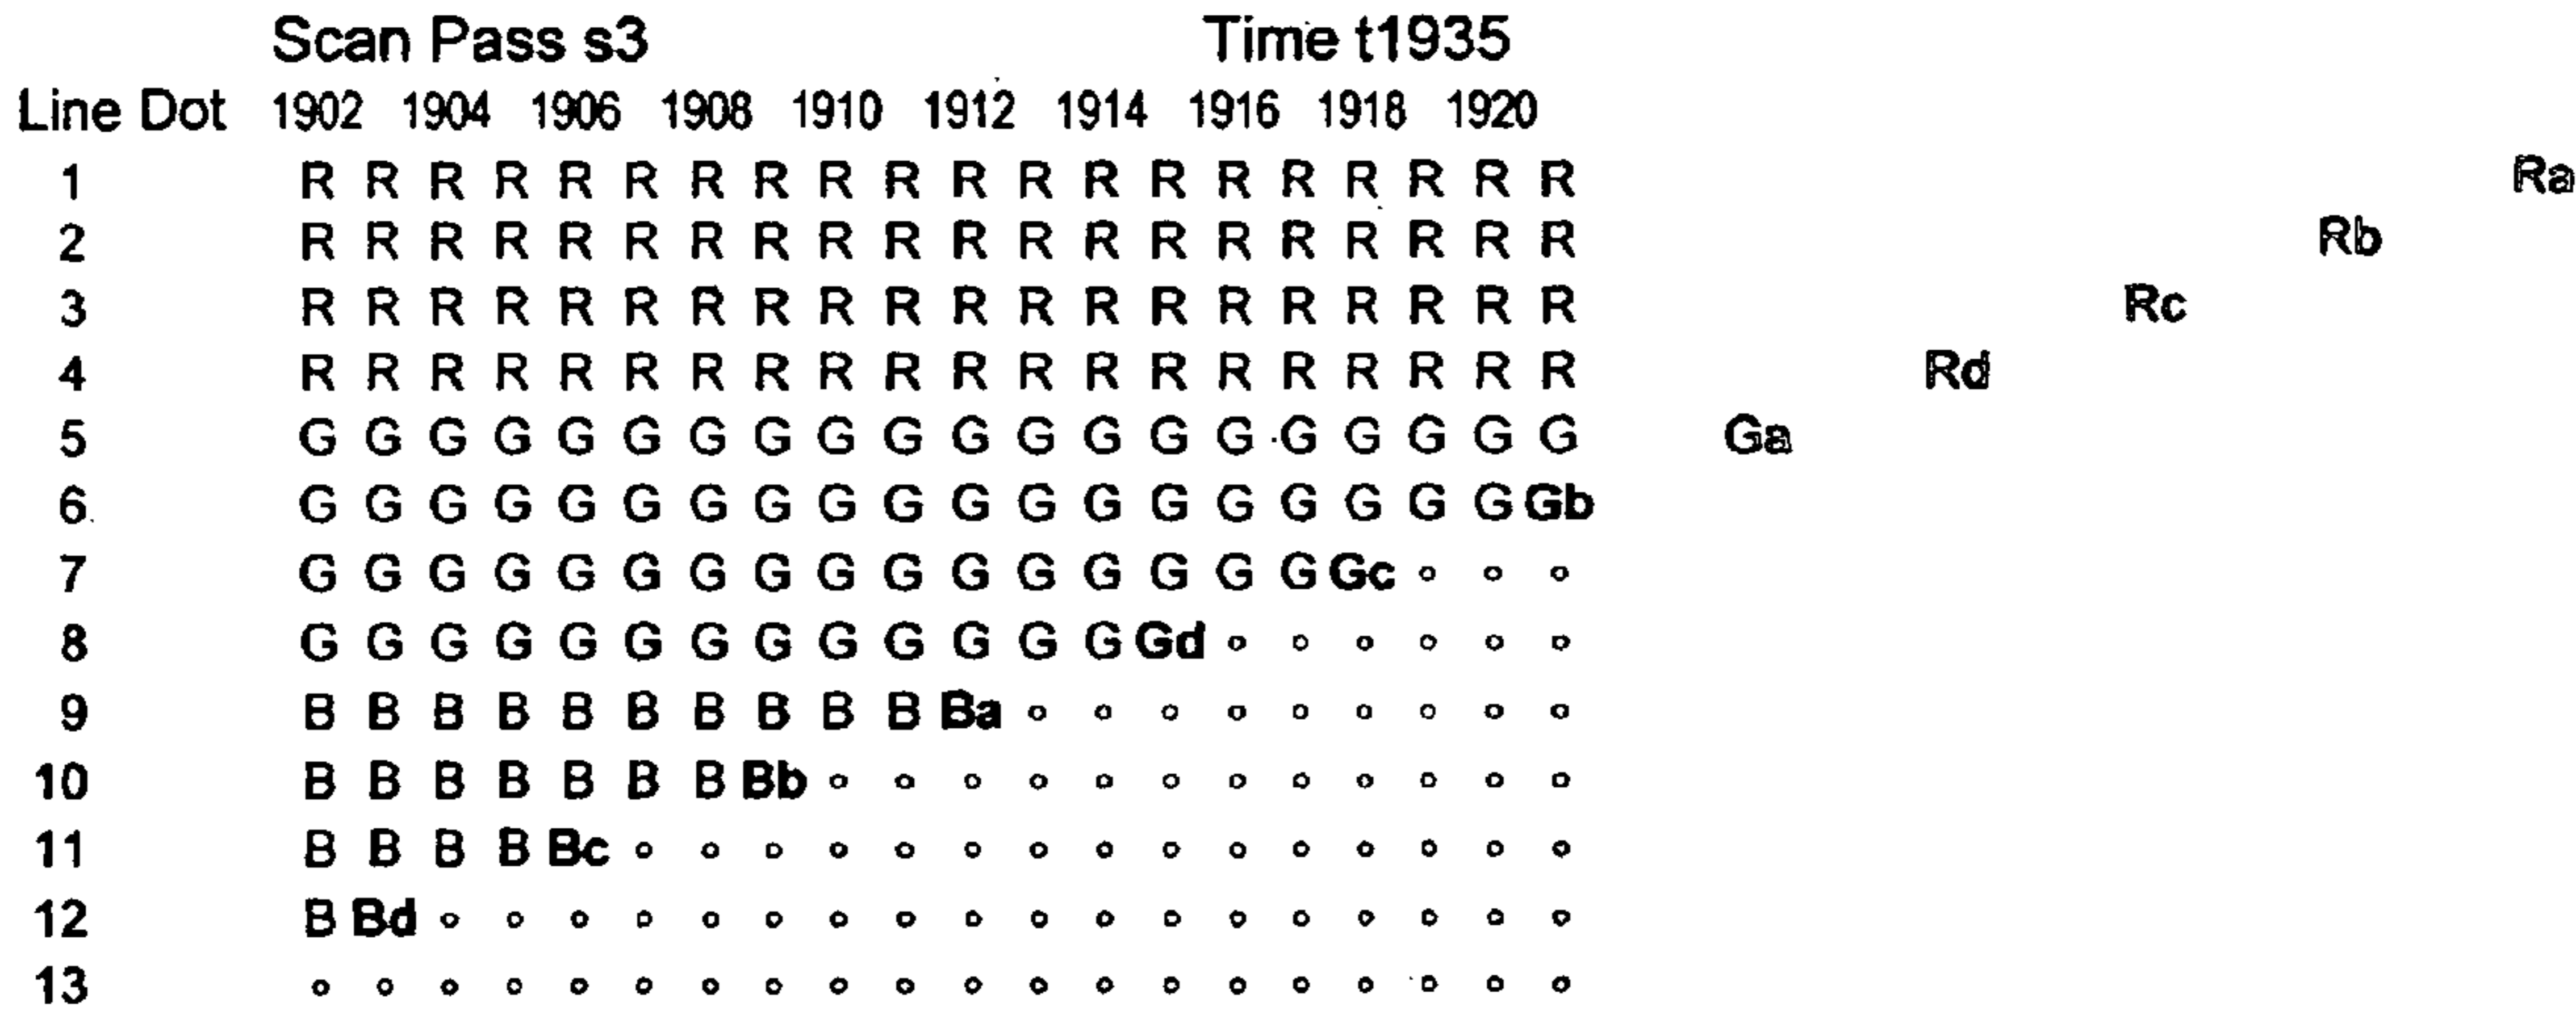 Scan Pass s3 Time t1935
Line Dot 1902 1904 1906 1908 1910 1912 1914 1916 1918 1920
1 R R R R R R R R R R R R R R R R R R R R Ra
2 R R R R R R R R R R R R R R R R R R R R Rb
3 R R R R R R R R R R R R R R R R R R R R Rc
4 R R R R R R R R R R R R R R R R R R R R Rd
5 G G G G G G G G G G G G G G G G G G G G Ga
6 G G G G G G G G G G G G G G G G G G G Gb
7 G G G G G G G G G G G G G G G G Gc o o o
8 G G G G G G G G G G G G G Gd o o o o o o
9 B B B B B B B B B B Ba o o o o o o o o o
10 B B B B B B B Bb o o o o o o o o o o o o
11 B B B B Bc o o o o o o o o o o o o o o o
12 B Bd o o o o o o o o o o o o o o o o o o
13 o o o o o o o o o o o o o o o o o o o o